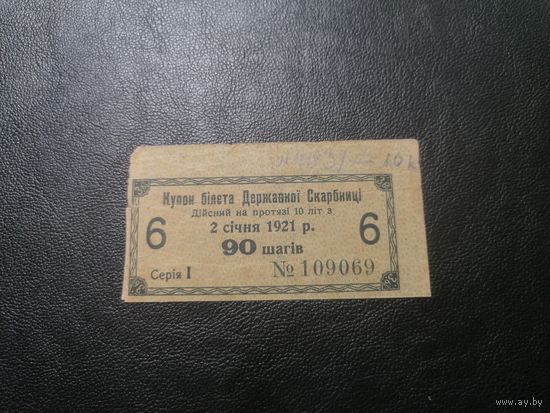 Купон білєта Державної Скарбниці
Дійсний на протязі 10 літ з
6 2 січня 1921 р. 6
90 шагів
Серія I № 109069
www.ay.by